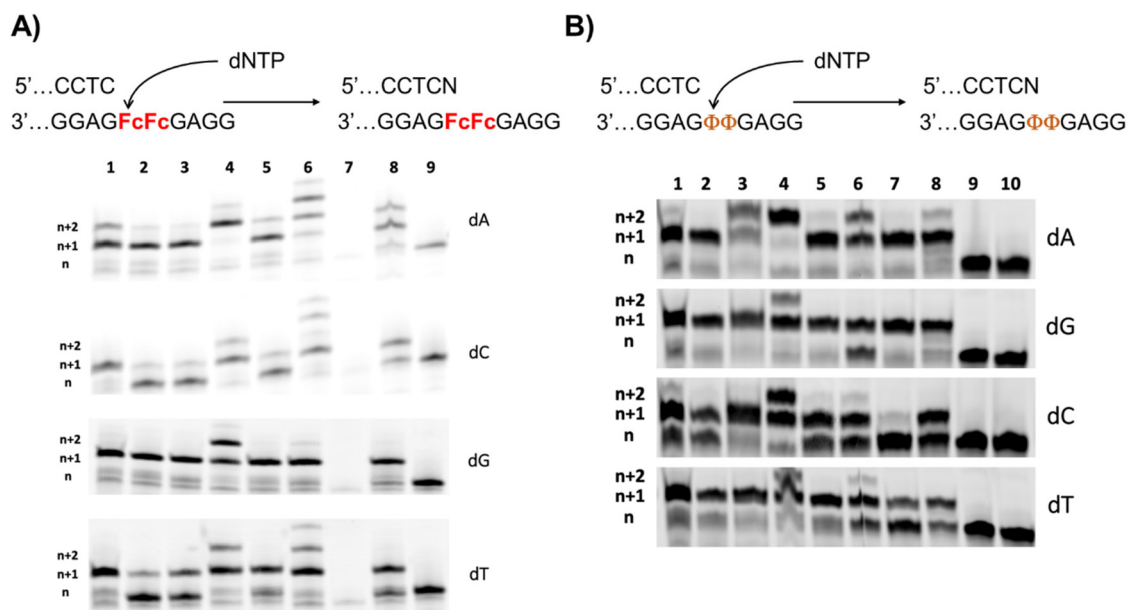 A)
dNTP
5’…CCTC
5’…CCTCN
3’…GGAGFcFcGAGG
3’…GGAGFcFcGAGG
1 2 3 4 5 6 7 8 9
n+2
n+1
n
dA
n+2
n+1
n
dC
n+2
n+1
n
dG
n+2
n+1
n
dT
B)
dNTP
5’…CCTC
5’…CCTCN
3’…GGAGΦΦGAGG
3’…GGAGΦΦGAGG
1 2 3 4 5 6 7 8 9 10
n+2
n+1
n
dA
n+2
n+1
n
dG
n+2
n+1
n
dC
n+2
n+1
n
dT